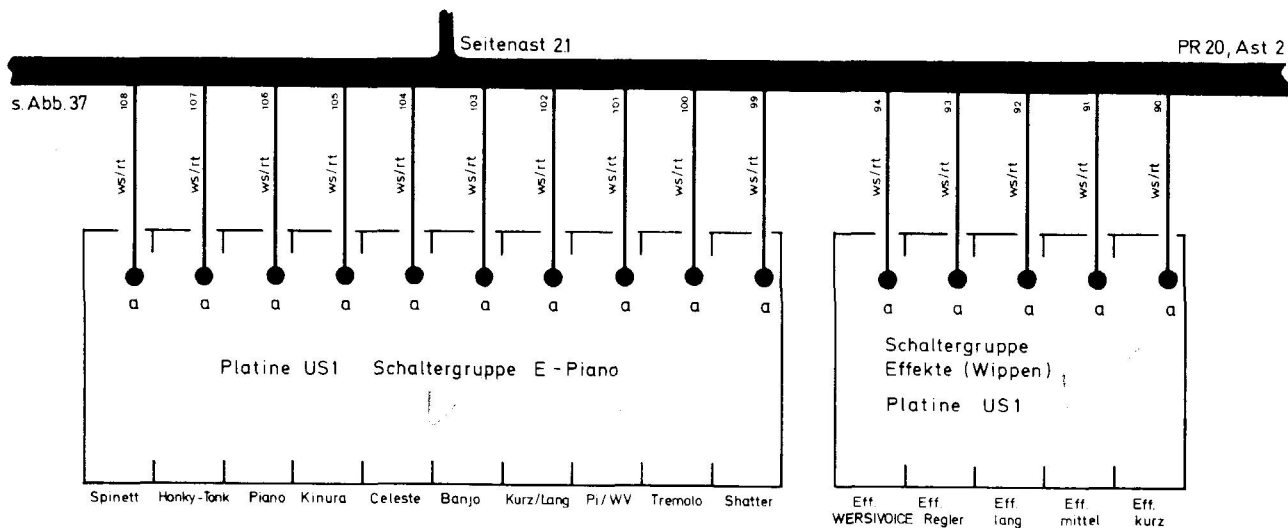 Seitenast 2.1
PR 20, Ast 2
s. Abb. 37
108 107 106 105 104 103 102 101 100 99 94 93 92 91 90
ws/rt ws/rt ws/rt ws/rt ws/rt ws/rt ws/rt ws/rt ws/rt ws/rt ws/rt ws/rt ws/rt ws/rt ws/rt
a a a a a a a a a a a a a a a
Platine US1 Schaltergruppe E-Piano
Schaltergruppe
Effekte (Wippen)
Platine US1
Spinett Honky-Tonk Piano Kinura Celeste Banjo Kurz/Lang Pi/WV Tremolo Shatter
Eff. Eff. Eff. Eff. Eff.
WERSIVOICE Regler lang mittel kurz